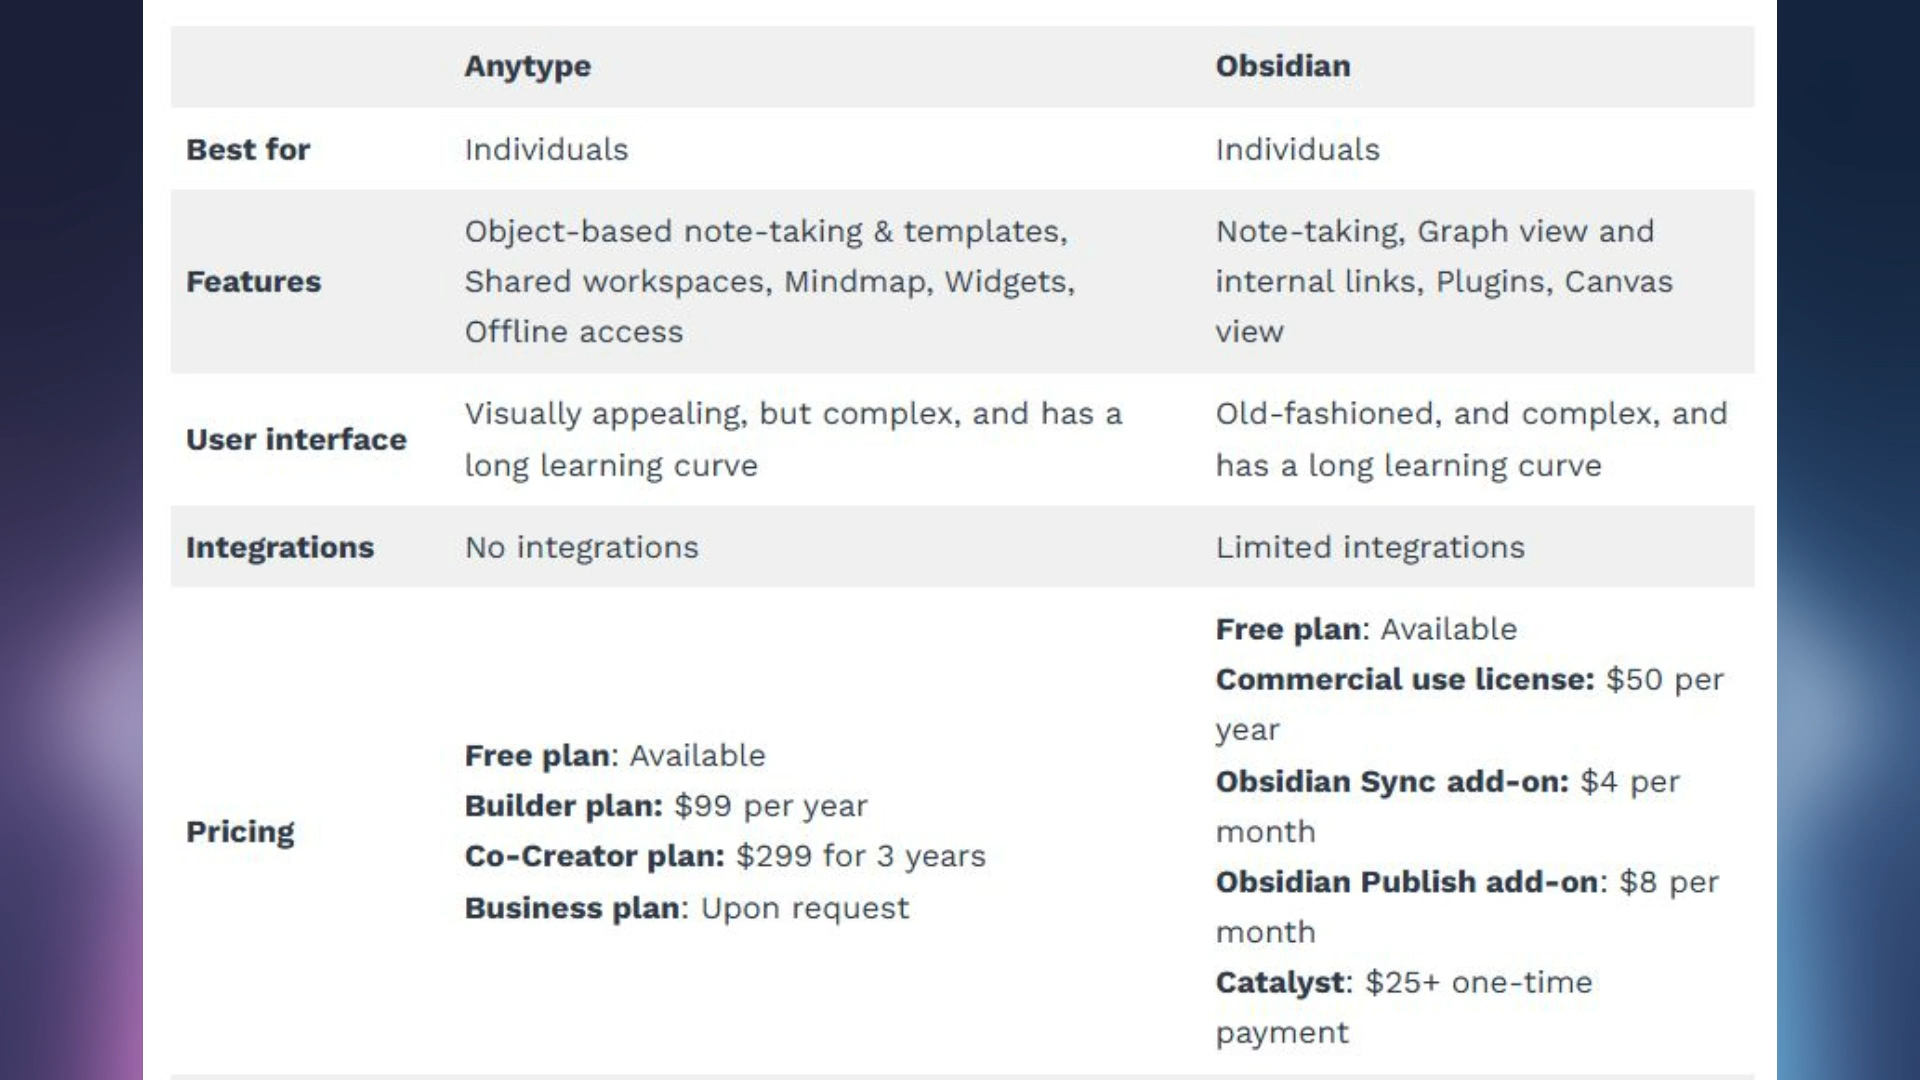 Anytype
Obsidian
Best for
Individuals
Individuals
Features
Object-based note-taking & templates,
Shared workspaces, Mindmap, Widgets,
Offline access
Note-taking, Graph view and
internal links, Plugins, Canvas
view
User interface
Visually appealing, but complex, and has a
long learning curve
Old-fashioned, and complex, and
has a long learning curve
Integrations
No integrations
Limited integrations
Pricing
Free plan: Available
Builder plan: $99 per year
Co-Creator plan: $299 for 3 years
Business plan: Upon request
Free plan: Available
Commercial use license: $50 per
year
Obsidian Sync add-on: $4 per
month
Obsidian Publish add-on: $8 per
month
Catalyst: $25+ one-time
payment